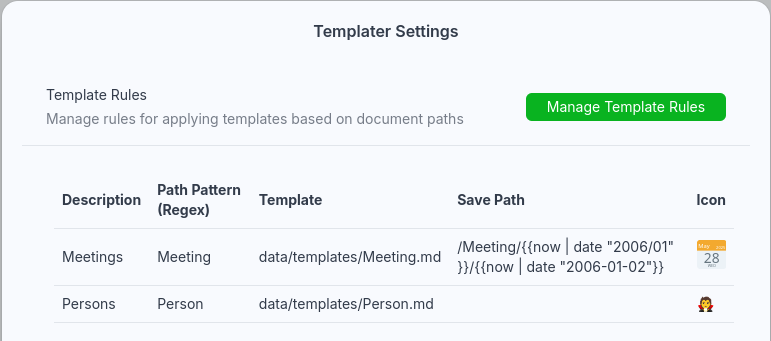 Templater Settings
Template Rules
Manage rules for applying templates based on document paths
Manage Template Rules
Description
Path Pattern
(Regex)
Template
Save Path
Icon
Meetings
Meeting
data/templates/Meeting.md
/Meeting/{{now | date "2006/01"
}}/{{now | date "2006-01-02"}}
May
28
Persons
Person
data/templates/Person.md